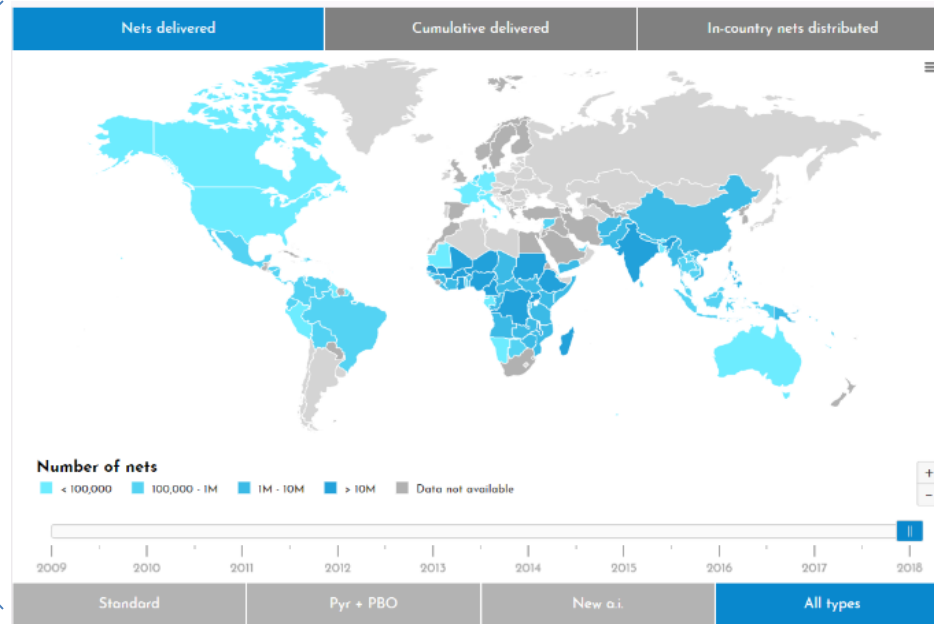 Nets delivered
Cumulative delivered
In-country nets distributed
Number of nets
< 100,000
100,000 - 1M
1M - 10M
> 10M
Data not available
+
−
2009
2010
2011
2012
2013
2014
2015
2016
2017
2018
Standard
Pyr + PBO
New a.i.
All types